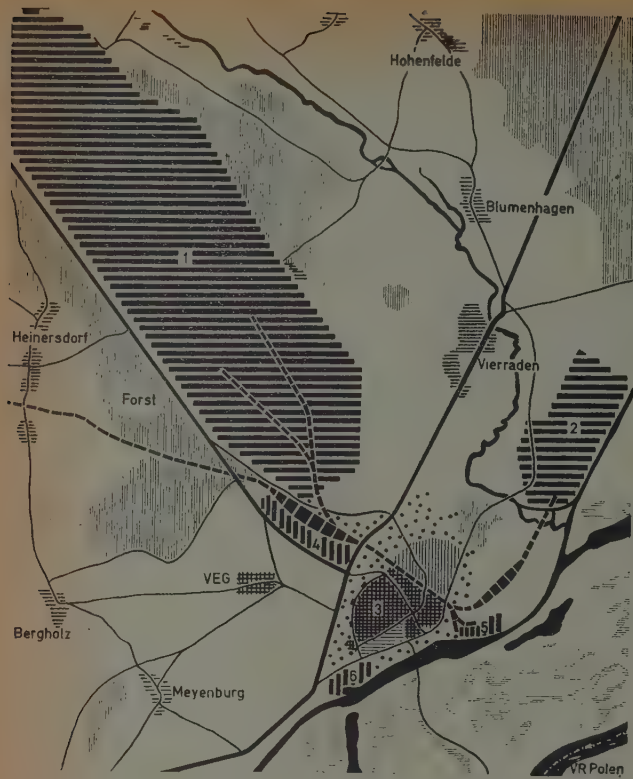 Hohenfelde
Blumenhagen
1
Heinersdorf
Vierraden
Forst
2
4
VEG
3
5
Bergholz
6
Meyenburg
VR Polen